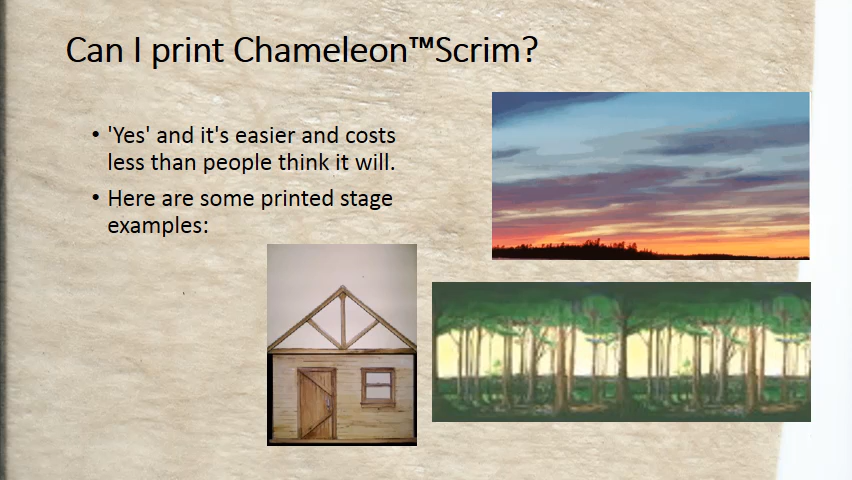 Can I print Chameleon™Scrim?
• 'Yes' and it's easier and costs
less than people think it will.
• Here are some printed stage
examples: